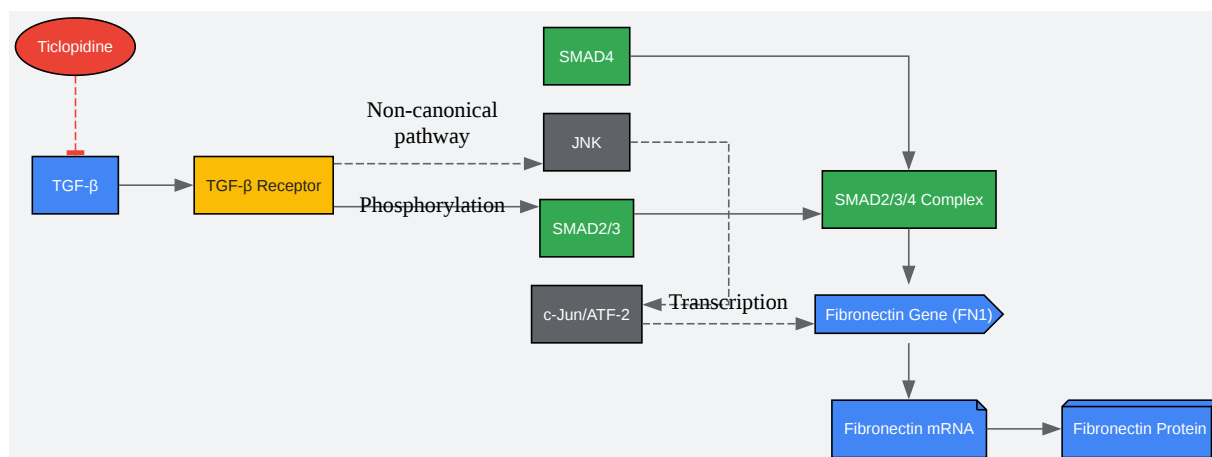 Ticlopidine
SMAD4
Non-canonical
pathway
JNK
TGF-β
TGF-β Receptor
Phosphorylation
SMAD2/3
SMAD2/3/4 Complex
c-Jun/ATF-2
Transcription
Fibronectin Gene (FN1)
Fibronectin mRNA
Fibronectin Protein